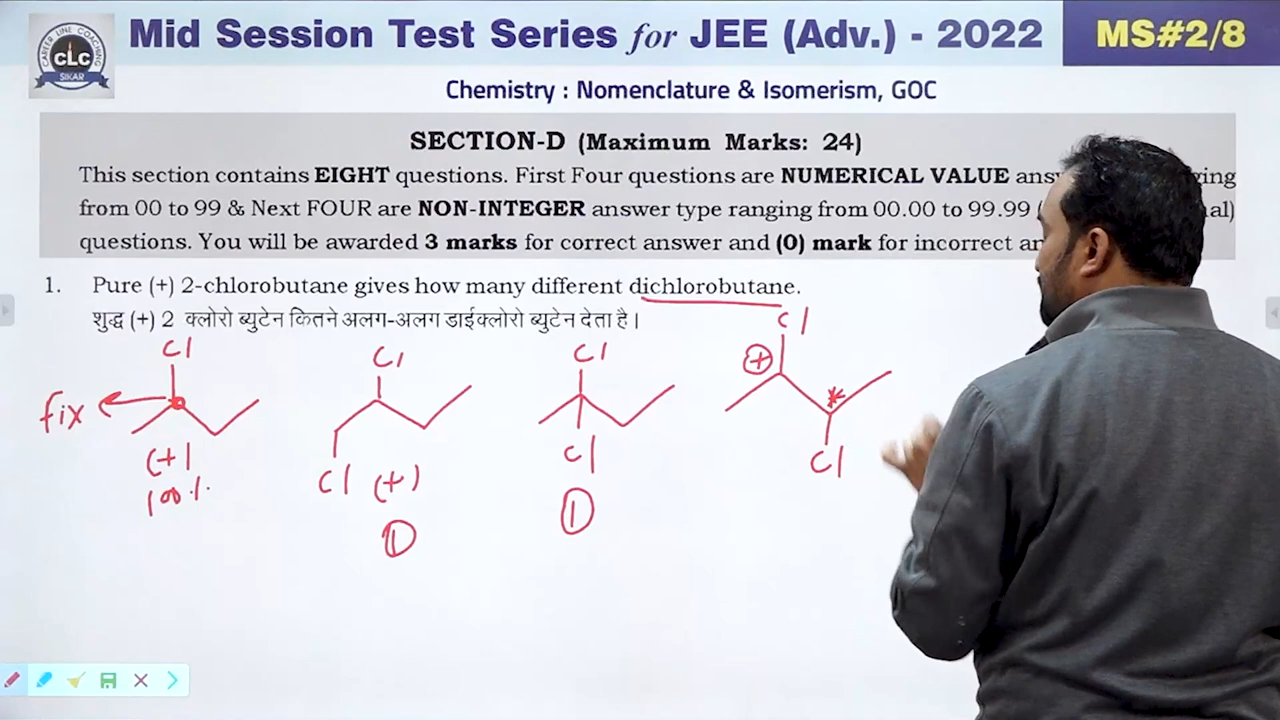 CAREER LINE COACHING
CLC
SIKAR
Mid Session Test Series for JEE (Adv.) - 2022
MS#2/8
Chemistry : Nomenclature & Isomerism, GOC
SECTION-D (Maximum Marks: 24)
This section contains EIGHT questions. First Four questions are NUMERICAL VALUE
from 00 to 99 & Next FOUR are NON-INTEGER answer type ranging from 00.00 to 99.99
questions. You will be awarded 3 marks for correct answer and (0) mark for incorrect
1. Pure (+) 2-chlorobutane gives how many different dichlorobutane.
शुद्ध (+) 2 क्लोरो ब्युटेन कितने अलग-अलग डाईक्लोरो ब्युटेन देता है।
Cl Cl Cl Cl
fix + *
Cl Cl Cl
(+) (+)
100%
1 1